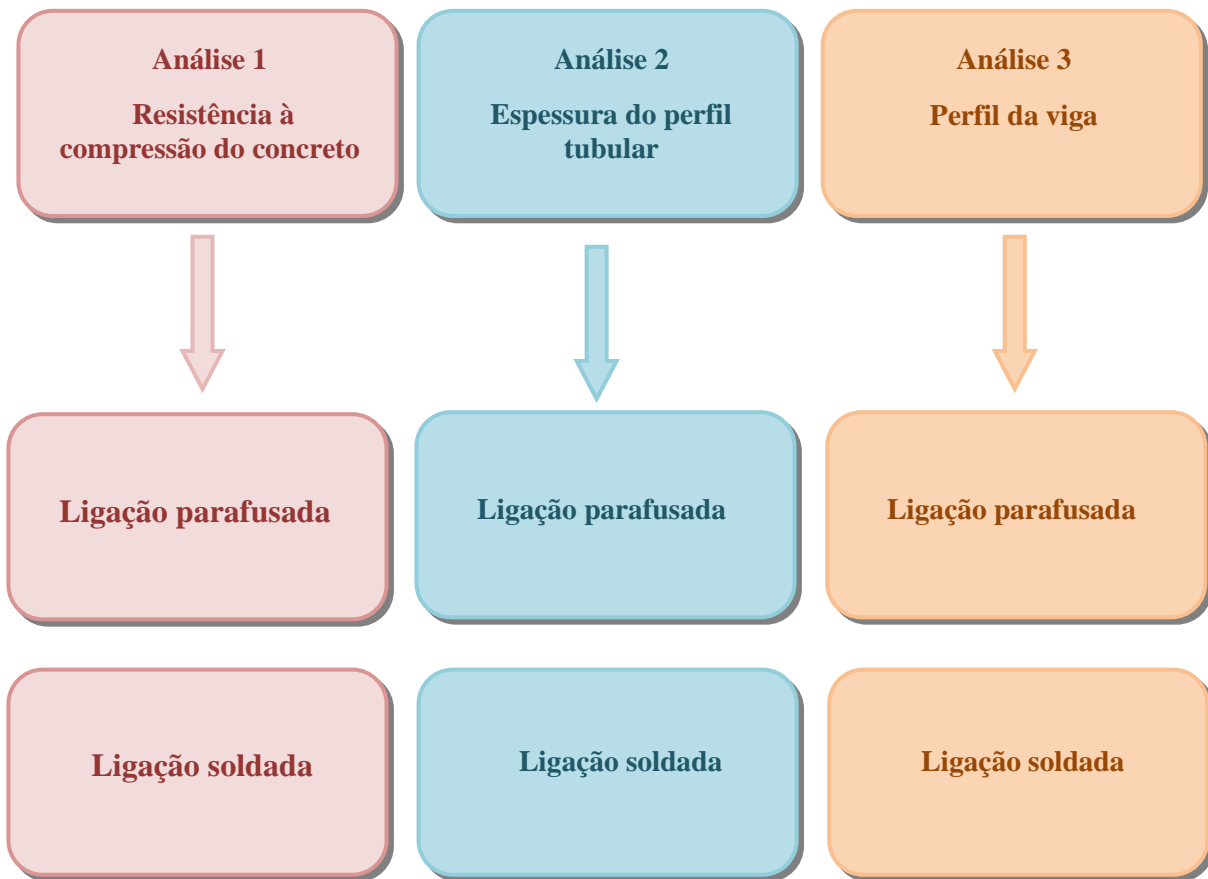 Análise 1
Resistência à
compressão do concreto
Análise 2
Espessura do perfil
tubular
Análise 3
Perfil da viga
Ligação parafusada
Ligação parafusada
Ligação parafusada
Ligação soldada
Ligação soldada
Ligação soldada